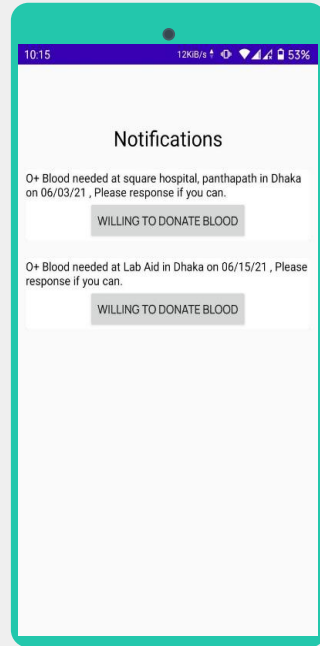 10:15 12KiB/s 53%
Notifications
O+ Blood needed at square hospital, panthapath in Dhaka
on 06/03/21 , Please response if you can.
WILLING TO DONATE BLOOD
O+ Blood needed at Lab Aid in Dhaka on 06/15/21 , Please
response if you can.
WILLING TO DONATE BLOOD